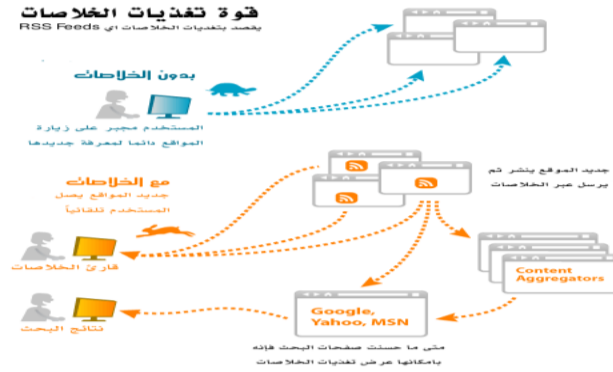 قوة تغذيات الخلاصات
يقصد بتغذيات الخلاصات اي RSS Feeds
بدون الخلاصات
المستخدم مجبر على زيارة
المواقع دائما لمعرفة جديدها
مع الخلاصات
جديد المواقع يصل
المستخدم تلقائياً
جديد الموقع ينشر ثم
يرسل عبر الخلاصات
قارئ الخلاصات
Content
Aggregators
Google,
Yahoo, MSN
نتائج البحث
متى ما حسنت صفحات البحث فإنه
بامكانها عرض تغذيات الخلاصات